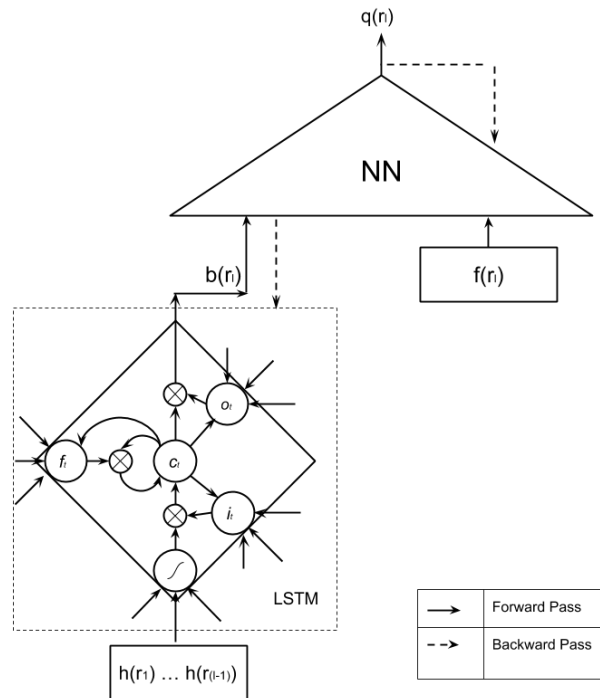 q(rₗ)
NN
b(rₗ)
f(rₗ)
oₜ
fₜ
cₜ
iₜ
LSTM
h(r₁) ... h(r₍ₗ₋₁₎)
Forward Pass
Backward Pass